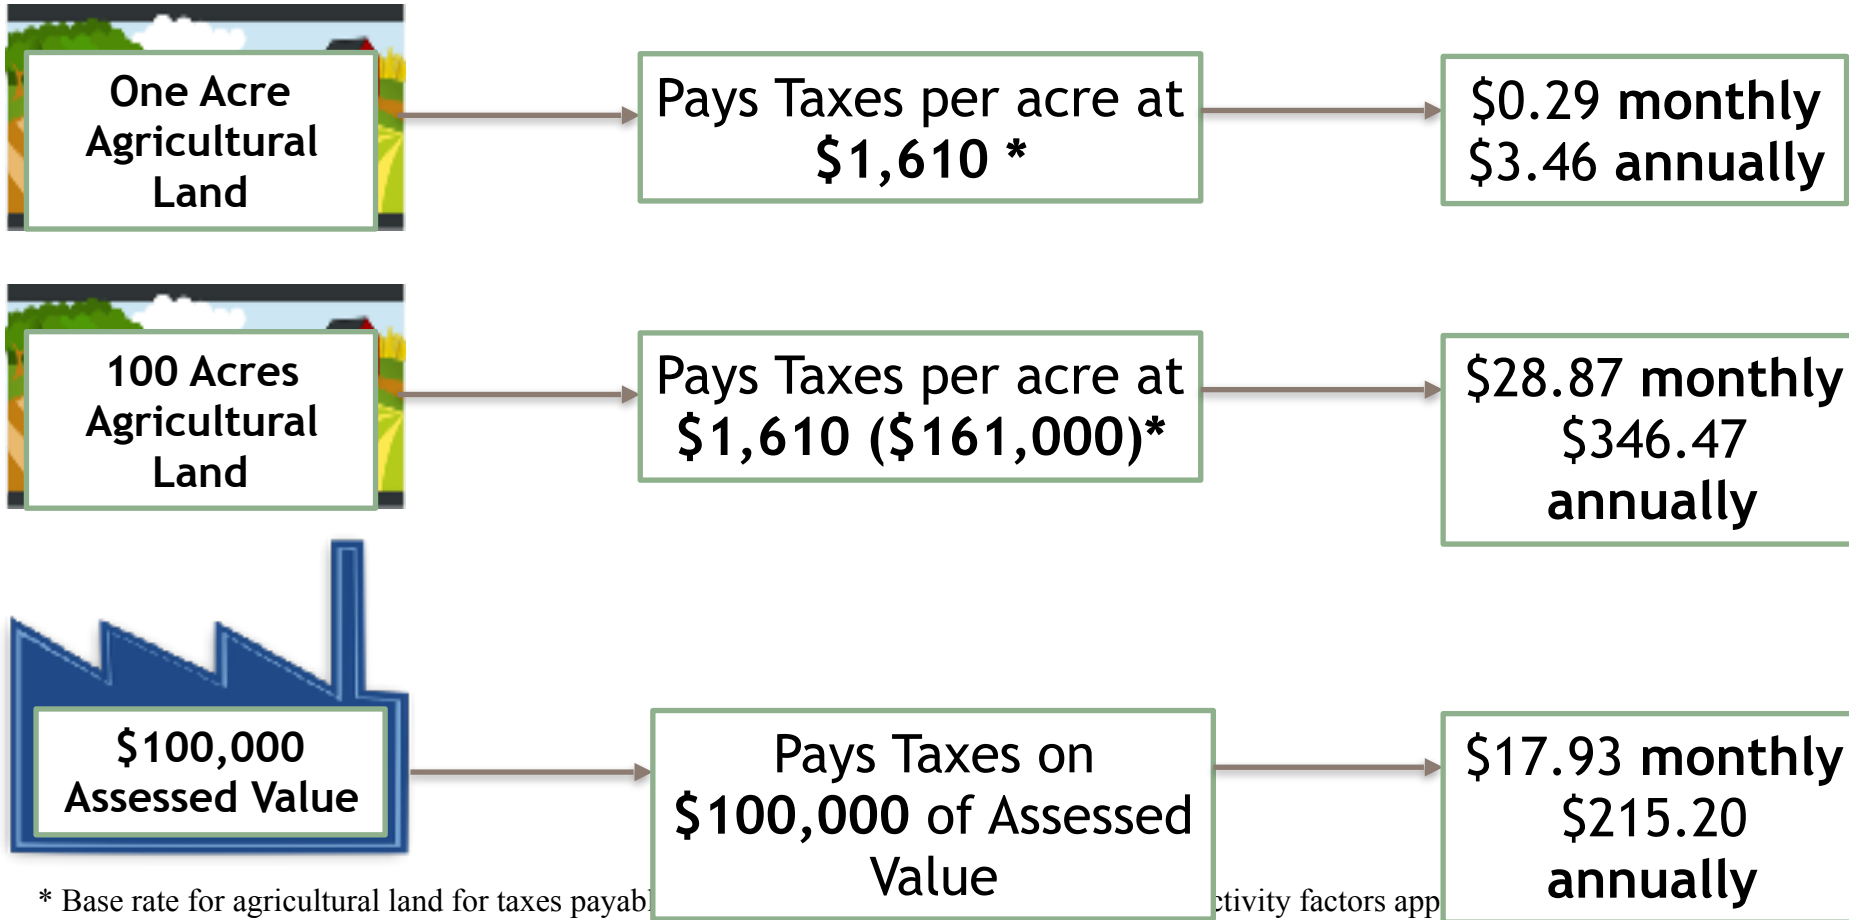 One Acre
Agricultural
Land
Pays Taxes per acre at
$1,610 *
$0.29 monthly
$3.46 annually
100 Acres
Agricultural
Land
Pays Taxes per acre at
$1,610 ($161,000)*
$28.87 monthly
$346.47
annually
$100,000
Assessed Value
Pays Taxes on
$100,000 of Assessed
Value
$17.93 monthly
$215.20
annually
* Base rate for agricultural land for taxes factors